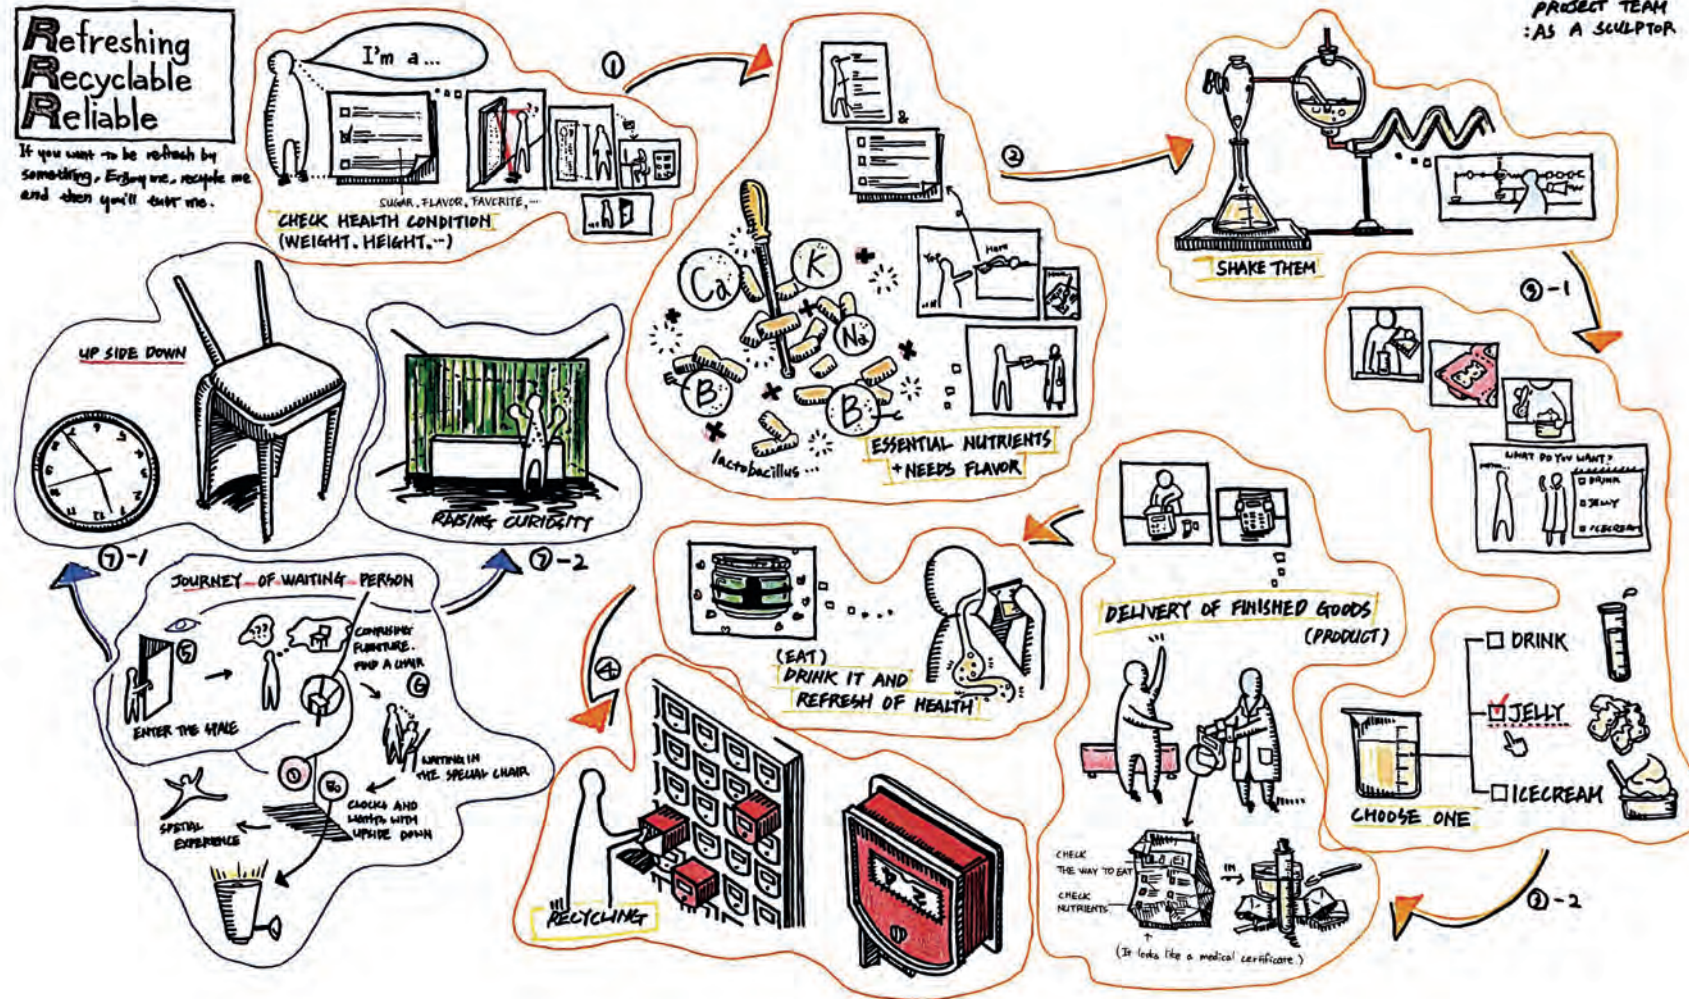 Refreshing
Recyclable
Reliable
If you want to be refresh by
something. Enjoy me, recycle me
and then you'll
me.
PROJECT TEAM
:AS A SCULPTOR
I'm a ...
SUGAR, FLAVOR, FAVORITE, ...
CHECK HEALTH CONDITION
(WEIGHT. HEIGHT. ...)
①
&
Ca
K
Na
B
B
lactobacillus ...
Here
ESSENTIAL NUTRIENTS
+ NEEDS FLAVOR
②
SHAKE THEM
③-1
WHAT DO YOU WANT?
DRINK
JELLY
ICECREAM
DRINK
JELLY
ICECREAM
CHOOSE ONE
③-2
DELIVERY OF FINISHED GOODS
(PRODUCT)
CHECK
THE WAY TO EAT
CHECK
NUTRIENTS
IN
(It looks like a medical certificate.)
(EAT)
DRINK IT AND
REFRESH OF HEALTH
④
RECYCLING
UP SIDE DOWN
RAISING CURIOSITY
⑦-1
⑦-2
JOURNEY OF WAITING PERSON
⑤
ENTER THE SPACE
???
CONFUSING
FURNITURE.
FIND A CHAIR
⑥
WAITING IN
THE SPECIAL CHAIR
CLOCKS AND
LIGHTS WITH
UPSIDE DOWN
SPATIAL
EXPERIENCE